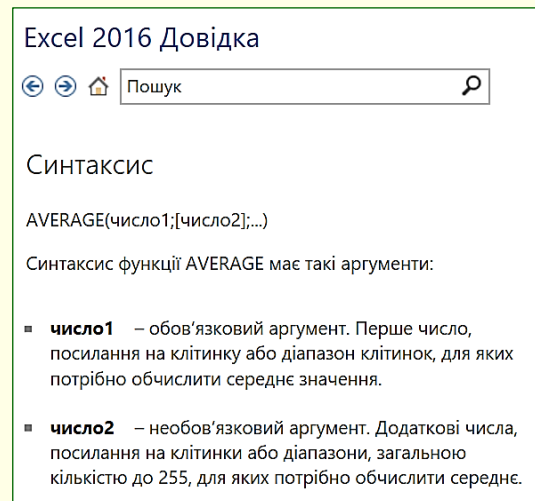 Excel 2016 Довідка
Пошук
Синтаксис
AVERAGE(число1;[число2];...)
Синтаксис функції AVERAGE має такі аргументи:
число1 – обов'язковий аргумент. Перше число,
посилання на клітинку або діапазон клітинок, для яких
потрібно обчислити середнє значення.
число2 – необов'язковий аргумент. Додаткові числа,
посилання на клітинки або діапазони, загальною
кількістю до 255, для яких потрібно обчислити середнє.